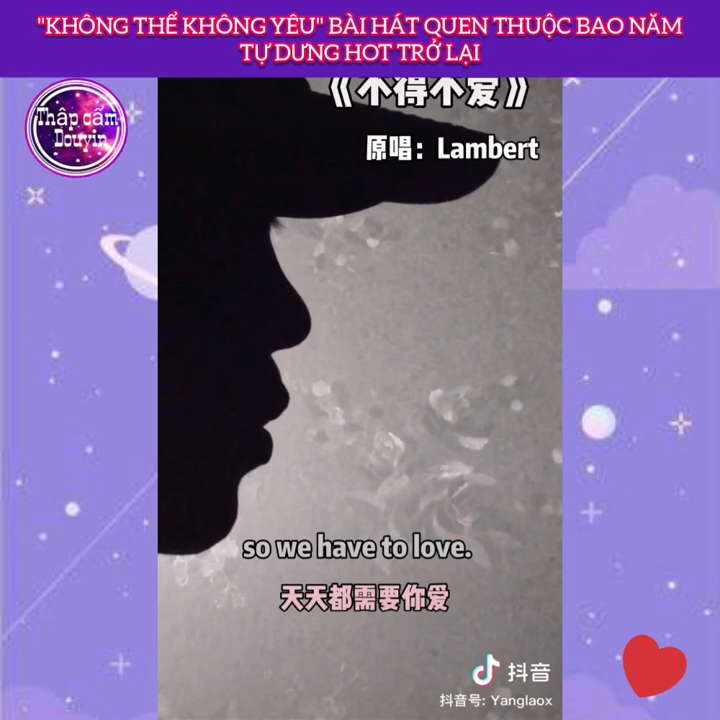 "KHÔNG THỂ KHÔNG YÊU" BÀI HÁT QUEN THUỘC BAO NĂM
TỰ DƯNG HOT TRỞ LẠI
Thập cẩm
Douyin
《不得不爱》
原唱：Lambert
so we have to love.
天天都需要你爱
抖音
抖音号: Yanglaox